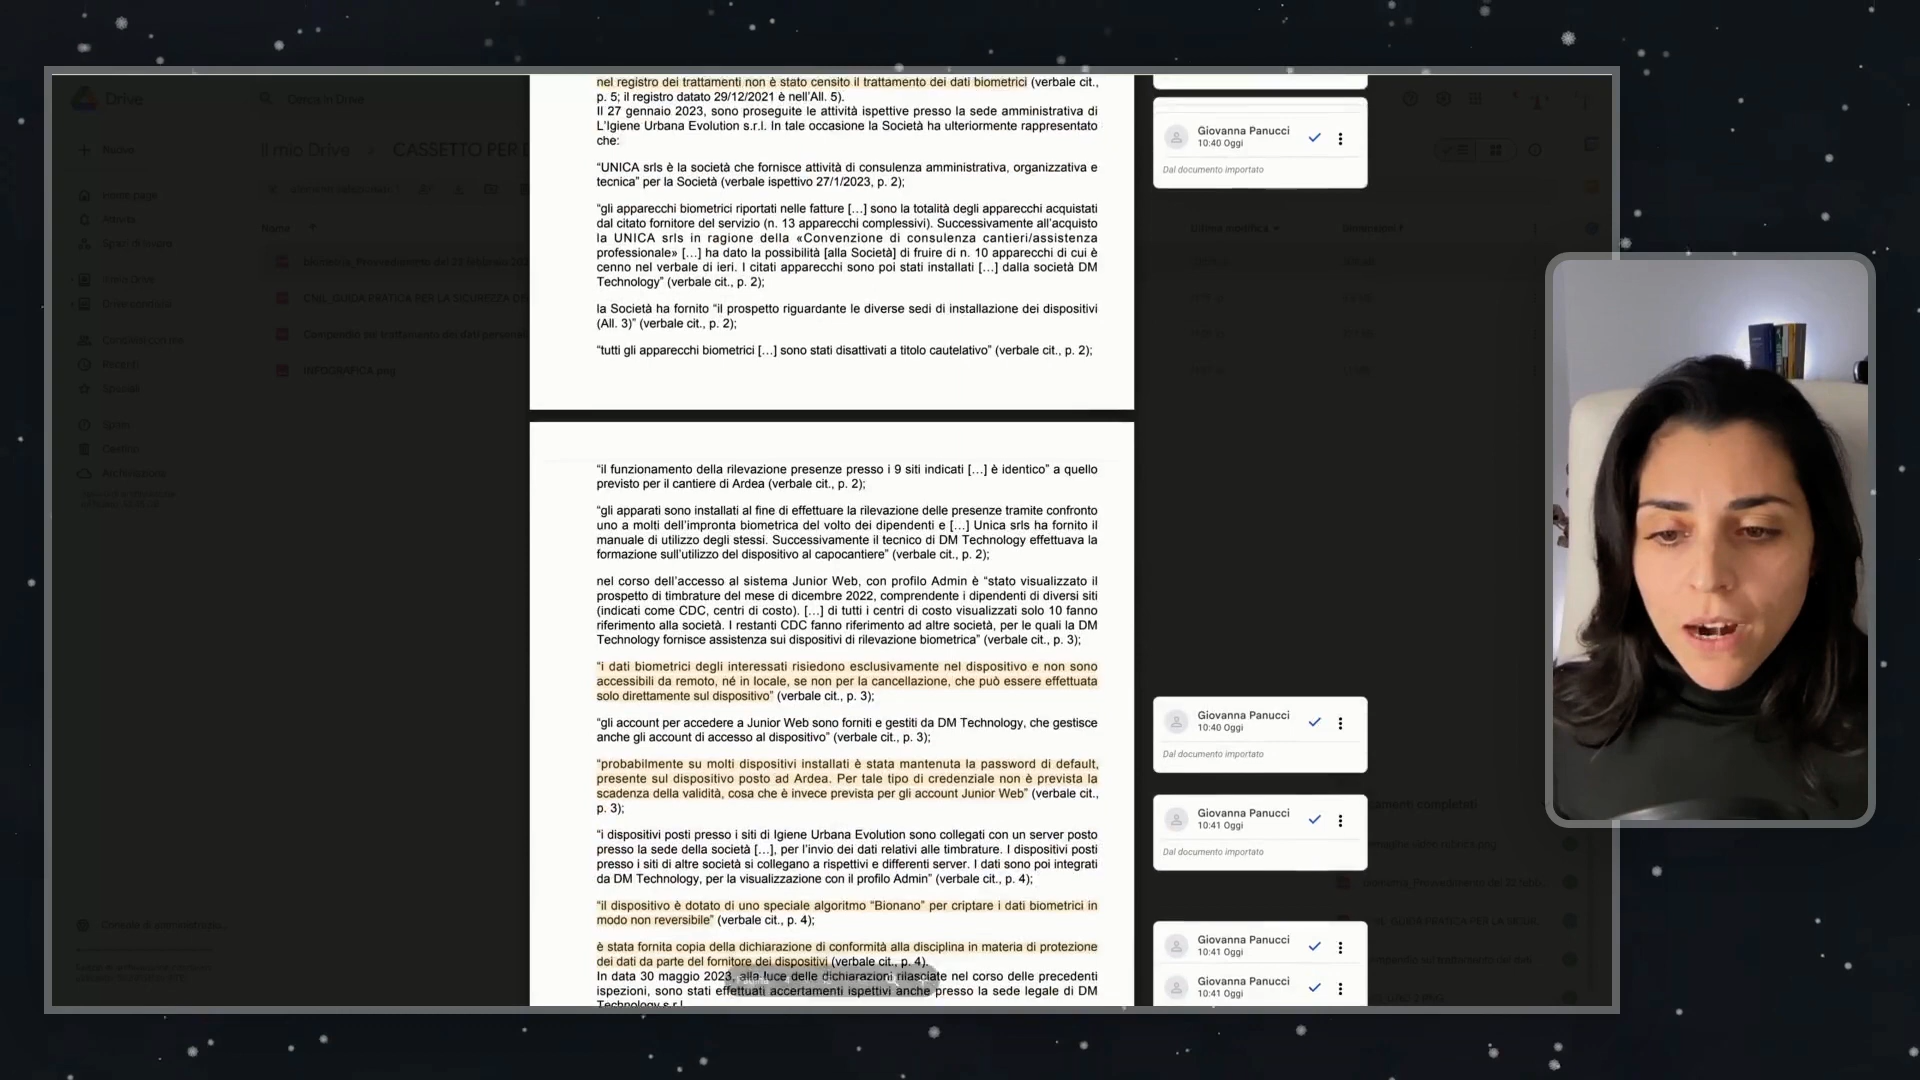 nel registro dei trattamenti non è stato censito il trattamento dei dati biometrici (verbale cit.,
p. 5; il registro datato 29/12/2021 è nell’All. 5).
Il 27 gennaio 2023, sono proseguite le attività ispettive presso la sede amministrativa di
L’Igiene Urbana Evolution s.r.l. In tale occasione la Società ha ulteriormente rappresentato
che:
“UNICA srls è la società che fornisce attività di consulenza amministrativa, organizzativa e
tecnica” per la Società (verbale ispettivo 27/1/2023, p. 2);
“gli apparecchi biometrici riportati nelle fatture […] sono la totalità degli apparecchi acquistati
dal citato fornitore del servizio (n. 13 apparecchi complessivi). Successivamente all’acquisto
la UNICA srls in ragione della «Convenzione di consulenza cantieri/assistenza
professionale» […] ha dato la possibilità [alla Società] di fruire di n. 10 apparecchi di cui è
cenno nel verbale di ieri. I citati apparecchi sono poi stati installati […] dalla società DM
Technology” (verbale cit., p. 2);
la Società ha fornito “il prospetto riguardante le diverse sedi di installazione dei dispositivi
(All. 3)” (verbale cit., p. 2);
“tutti gli apparecchi biometrici […] sono stati disattivati a titolo cautelativo” (verbale cit., p. 2);
“il funzionamento della rilevazione presenze presso i 9 siti indicati […] è identico” a quello
previsto per il cantiere di Ardea (verbale cit., p. 2);
“gli apparati sono installati al fine di effettuare la rilevazione delle presenze tramite confronto
uno a molti dell’impronta biometrica del volto dei dipendenti e […] Unica srls ha fornito il
manuale di utilizzo degli stessi. Successivamente il tecnico di DM Technology effettuava la
formazione sull’utilizzo del dispositivo al capocantiere” (verbale cit., p. 2);
nel corso dell’accesso al sistema Junior Web, con profilo Admin è “stato visualizzato il
prospetto di timbrature del mese di dicembre 2022, comprendente i dipendenti di diversi siti
(indicati come CDC, centri di costo). […] di tutti i centri di costo visualizzati solo 10 fanno
riferimento alla società. I restanti CDC fanno riferimento ad altre società, per le quali la DM
Technology fornisce assistenza sui dispositivi di rilevazione biometrica” (verbale cit., p. 3);
“i dati biometrici degli interessati risiedono esclusivamente nel dispositivo e non sono
accessibili da remoto, né in locale, se non per la cancellazione, che può essere effettuata
solo direttamente sul dispositivo” (verbale cit., p. 3);
“gli account per accedere a Junior Web sono forniti e gestiti da DM Technology, che gestisce
anche gli account di accesso al dispositivo” (verbale cit., p. 3);
“probabilmente su molti dispositivi installati è stata mantenuta la password di default,
presente sul dispositivo posto ad Ardea. Per tale tipo di credenziale non è prevista la
scadenza della validità, cosa che è invece prevista per gli account Junior Web” (verbale cit.,
p. 3);
“i dispositivi posti presso i siti di Igiene Urbana Evolution sono collegati con un server posto
presso la sede della società […], per l’invio dei dati relativi alle timbrature. I dispositivi posti
presso i siti di altre società si collegano a rispettivi e differenti server. I dati sono poi integrati
da DM Technology, per la visualizzazione con il profilo Admin” (verbale cit., p. 4);
“il dispositivo è dotato di uno speciale algoritmo “Bionano” per criptare i dati biometrici in
modo non reversibile” (verbale cit., p. 4);
è stata fornita copia della dichiarazione di conformità alla disciplina in materia di protezione
dei dati da parte del fornitore dei dispositivi (verbale cit., p. 4).
In data 30 maggio 2023, alla luce delle dichiarazioni rilasciate nel corso delle precedenti
ispezioni, sono stati effettuati accertamenti ispettivi anche presso la sede legale di DM
Technology s.r.l.
Giovanna Panucci
10:40 Oggi
Dal documento importato
Giovanna Panucci
10:40 Oggi
Dal documento importato
Giovanna Panucci
10:41 Oggi
Dal documento importato
Giovanna Panucci
10:41 Oggi
Giovanna Panucci
10:41 Oggi
Drive
Cerca in Drive
Il mio Drive
CASSETTO PER
Nome
Home page
Spam
Cestino
INFOGRAFICA.png
Ultima modifica